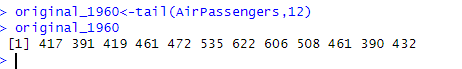 > original_1960<-tail(AirPassengers,12)
> original_1960
[1] 417 391 419 461 472 535 622 606 508 461 390 432
>